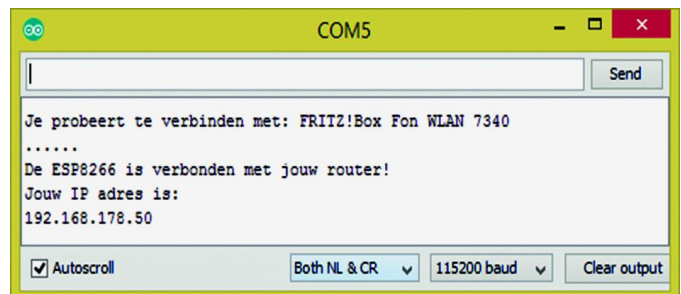 COM5
Send
Je probeert te verbinden met: FRITZ!Box Fon WLAN 7340
......
De ESP8266 is verbonden met jouw router!
Jouw IP adres is:
192.168.178.50
Autoscroll Both NL & CR 115200 baud Clear output